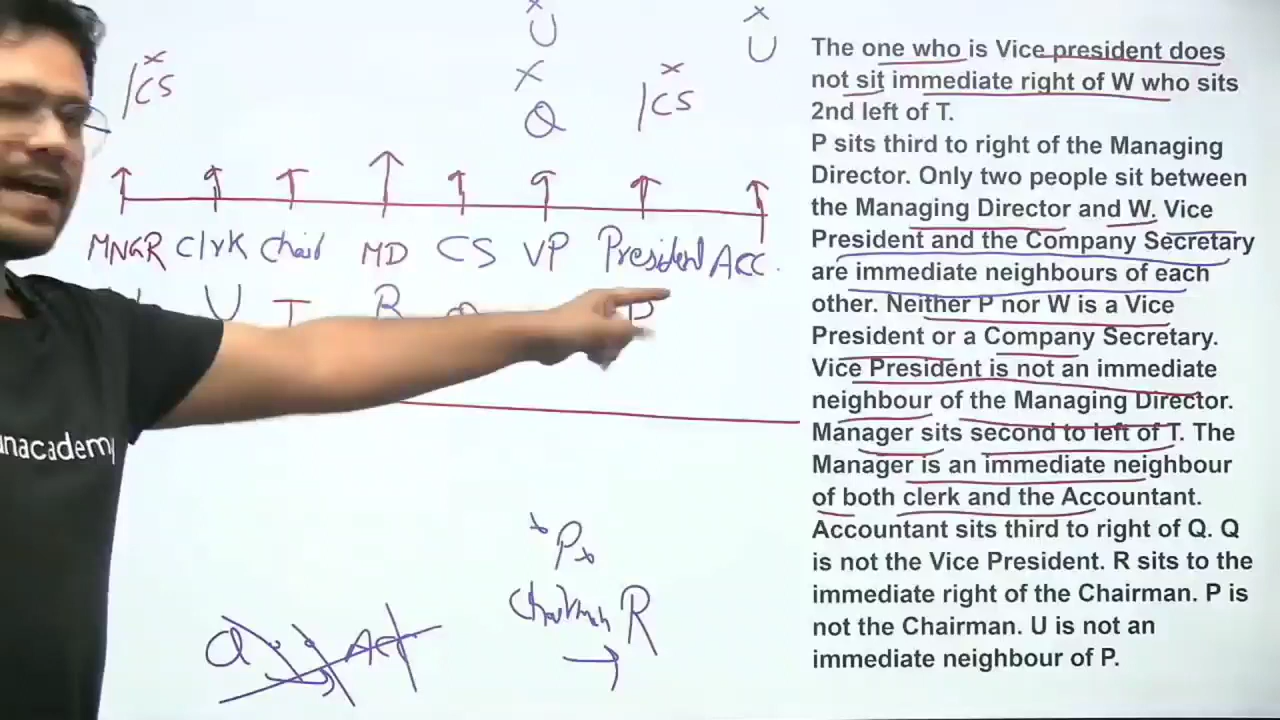 x x
U U
x
/CS x x
/CS
Q
MNGR Clrk Chair MD CS VP President ACC.
U T R Q P
unacademy
x P x
Chairman R
Q Act
The one who is Vice president does
not sit immediate right of W who sits
2nd left of T.
P sits third to right of the Managing
Director. Only two people sit between
the Managing Director and W. Vice
President and the Company Secretary
are immediate neighbours of each
other. Neither P nor W is a Vice
President or a Company Secretary.
Vice President is not an immediate
neighbour of the Managing Director.
Manager sits second to left of T. The
Manager is an immediate neighbour
of both clerk and the Accountant.
Accountant sits third to right of Q. Q
is not the Vice President. R sits to the
immediate right of the Chairman. P is
not the Chairman. U is not an
immediate neighbour of P.